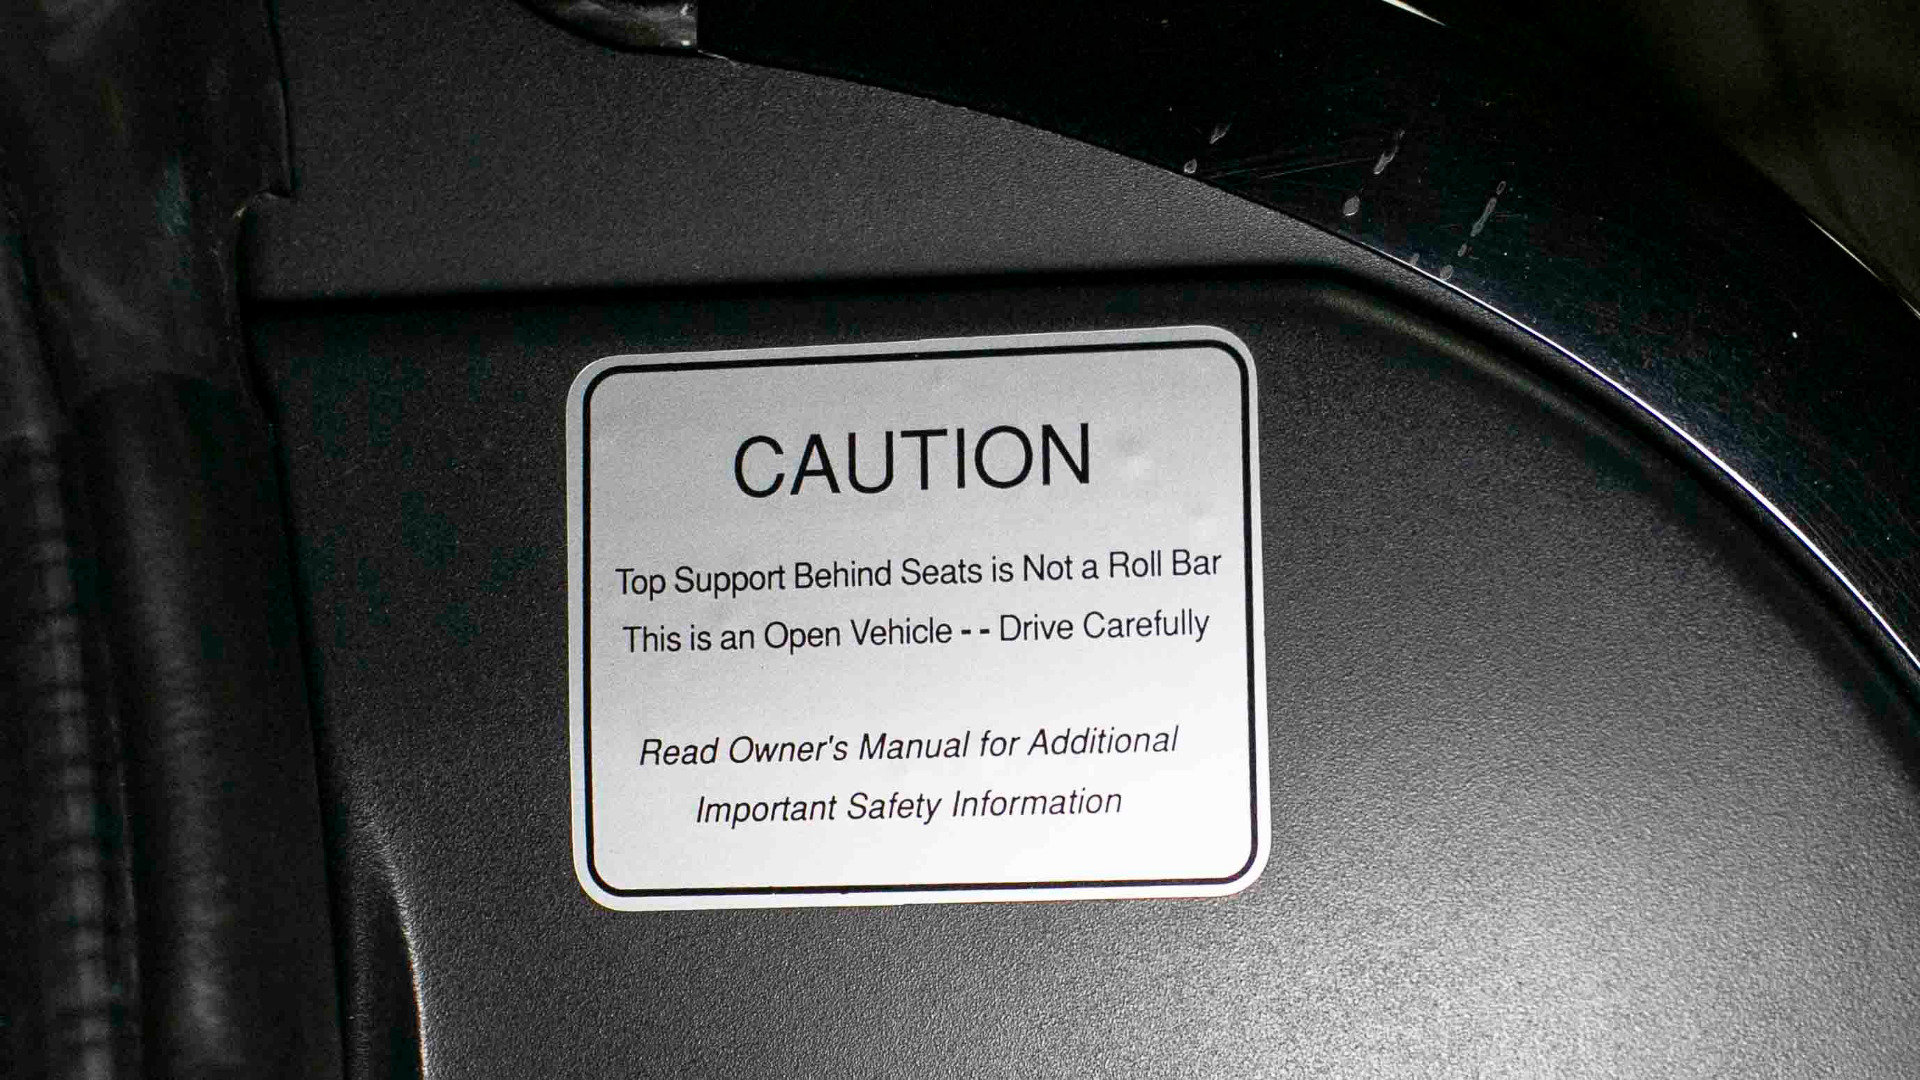 CAUTION
Top Support Behind Seats is Not a Roll Bar
This is an Open Vehicle - - Drive Carefully
Read Owner's Manual for Additional
Important Safety Information